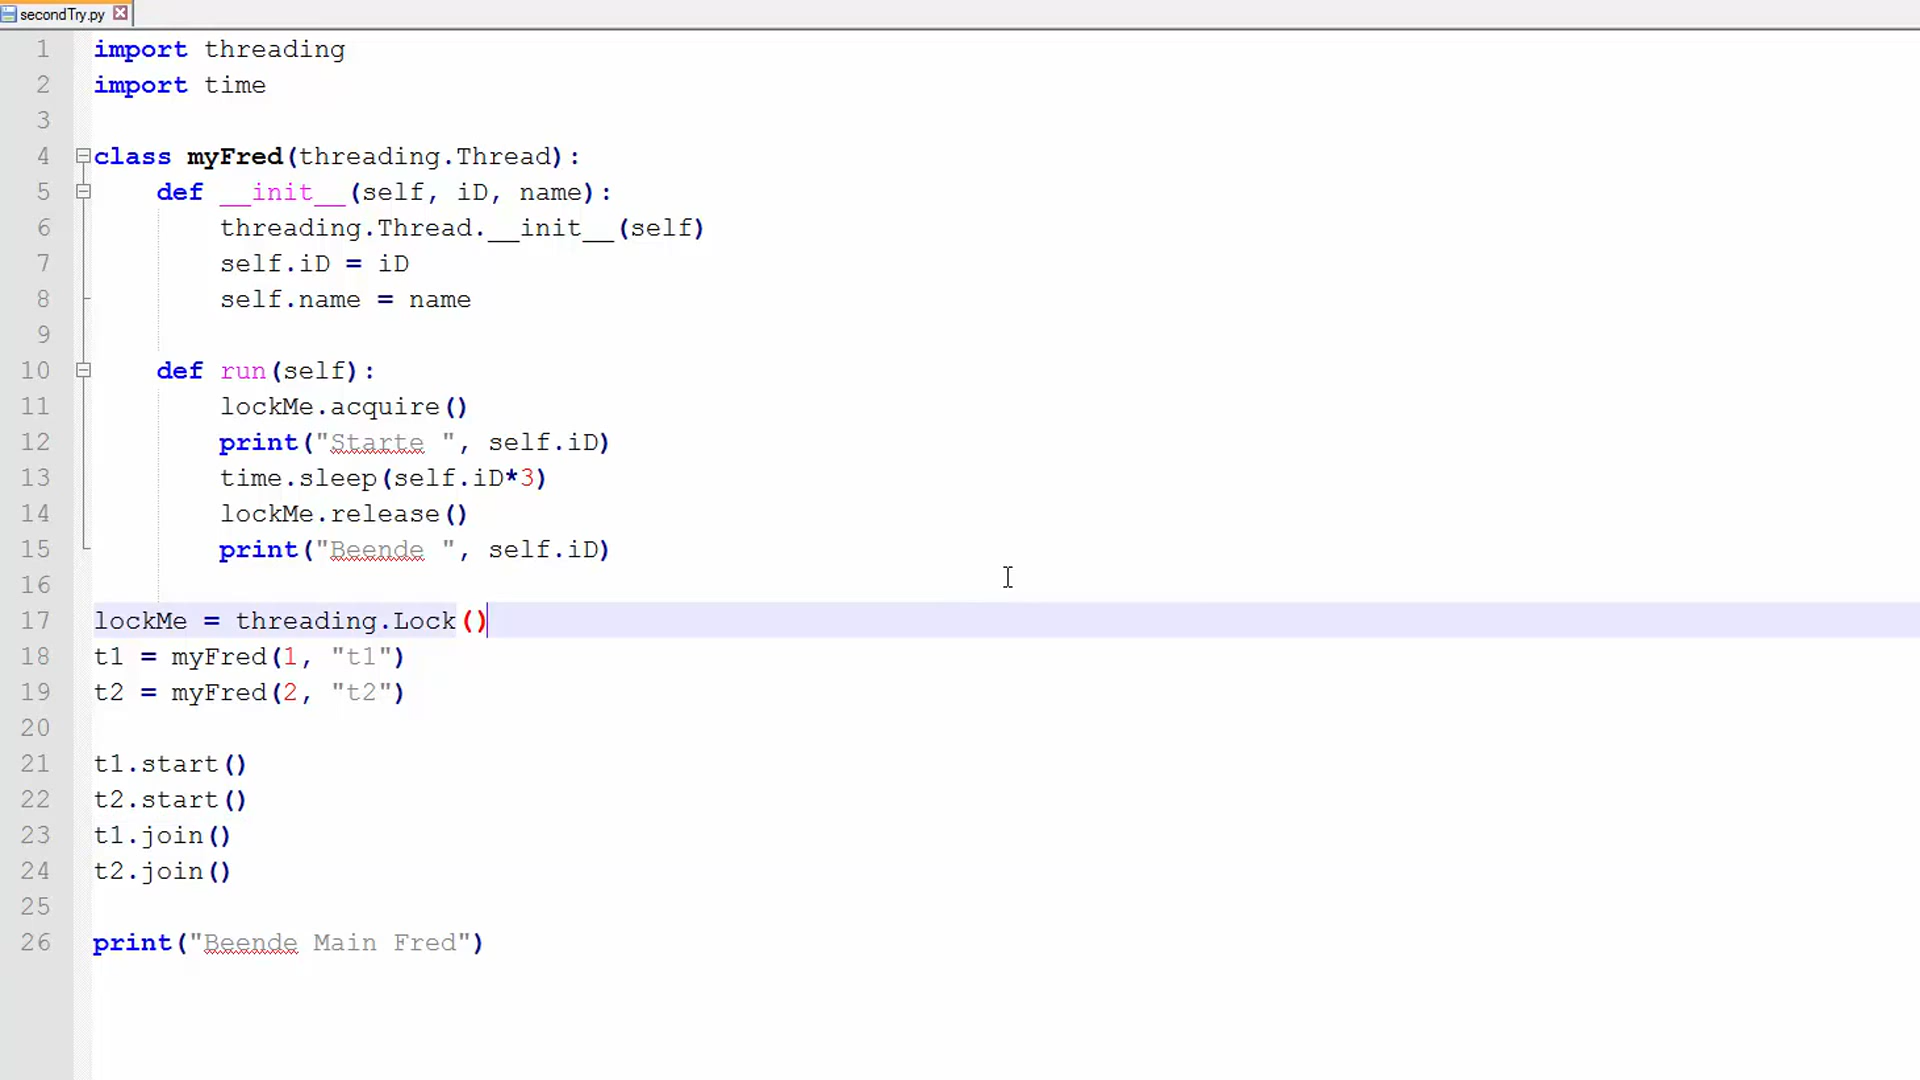 secondTry.py
1 import threading
2 import time
3
4 class myFred(threading.Thread):
5     def __init__(self, iD, name):
6         threading.Thread.__init__(self)
7         self.iD = iD
8         self.name = name
9
10     def run(self):
11         lockMe.acquire()
12         print("Starte ", self.iD)
13         time.sleep(self.iD*3)
14         lockMe.release()
15         print("Beende ", self.iD)
16
17 lockMe = threading.Lock()
18 t1 = myFred(1, "t1")
19 t2 = myFred(2, "t2")
20
21 t1.start()
22 t2.start()
23 t1.join()
24 t2.join()
25
26 print("Beende Main Fred")